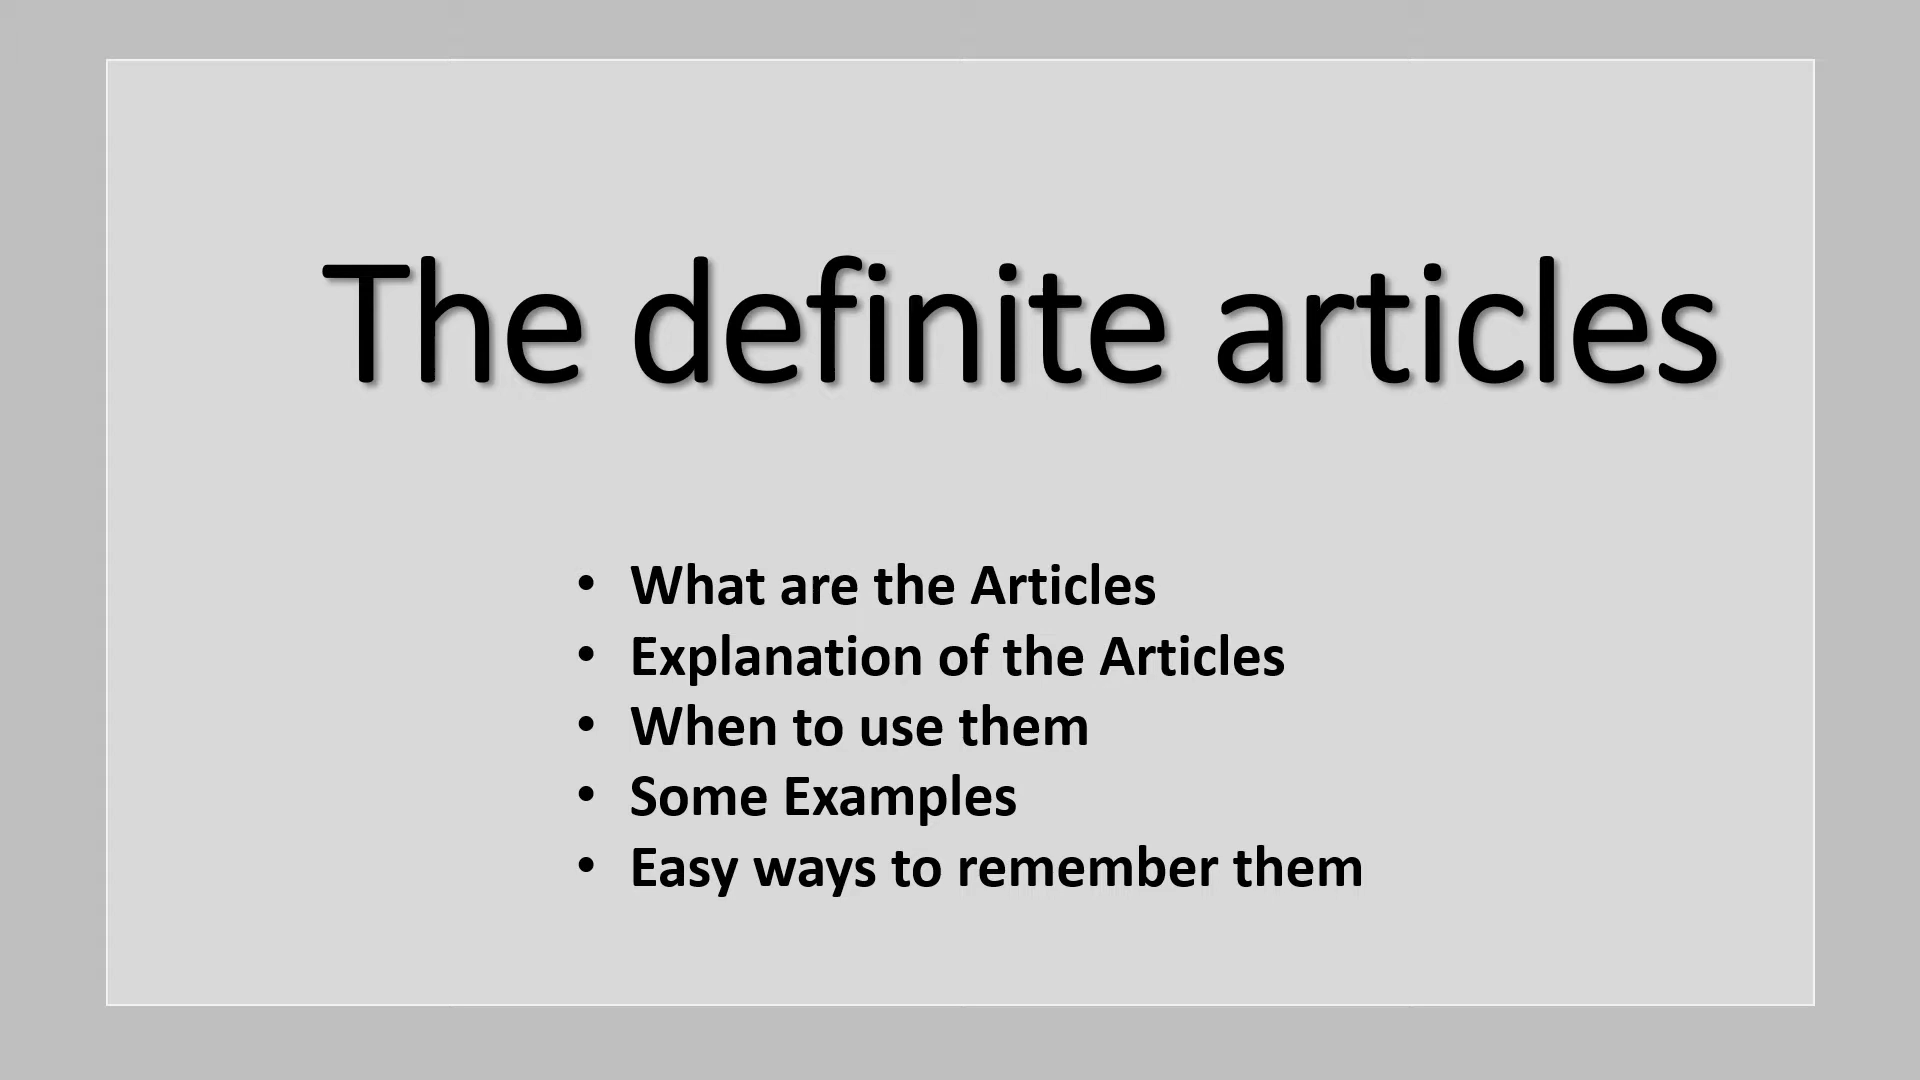 The definite articles
• What are the Articles
• Explanation of the Articles
• When to use them
• Some Examples
• Easy ways to remember them